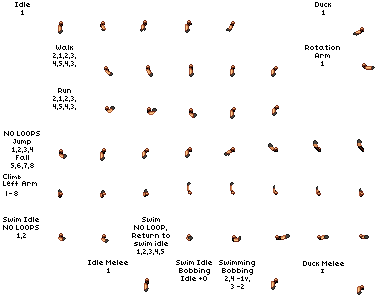 Idle
1
Duck
1
Walk
2,1,2,3,
4,5,4,3,
Rotation
Arm
1
Run
2,1,2,3,
4,5,4,3,
NO LOOPS
Jump
1,2,3,4
Fall
5,6,7,8
Climb
Left Arm
1-8
Swim Idle
NO LOOPS
1,2
Swim
NO LOOP,
Return to
swim idle
1,2,3,4,5
Swim Idle
Bobbing
Idle +0
Swimming
Bobbing
2,4 -1v,
3 -2
Idle Melee
1
Duck Melee
1